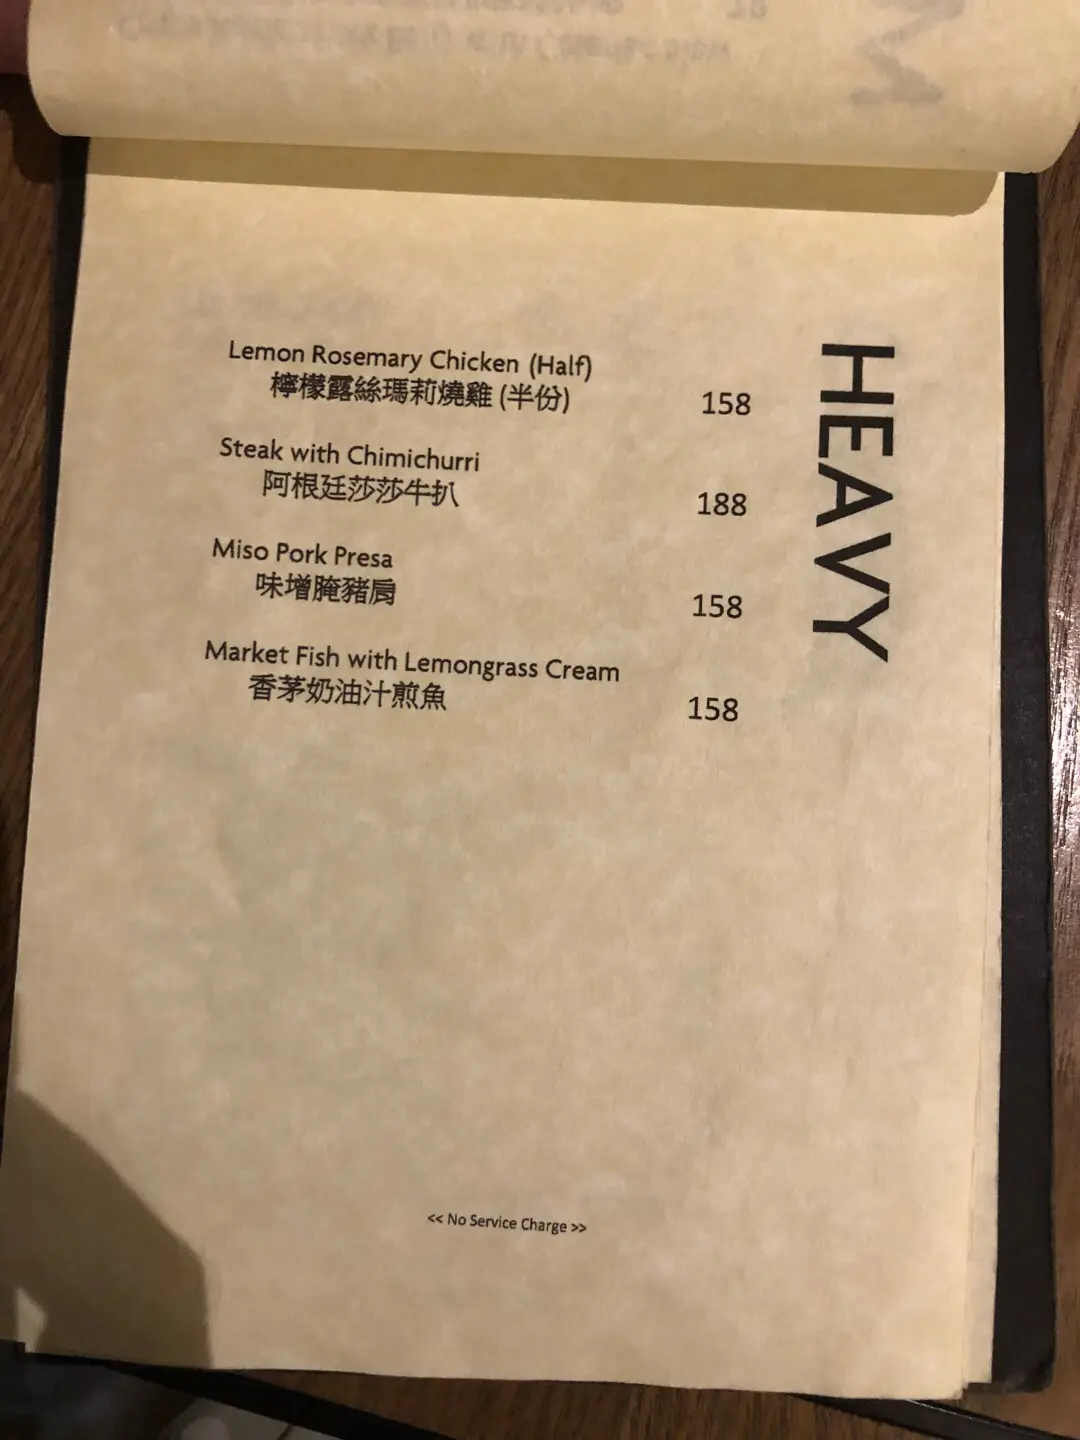 HEAVY
Lemon Rosemary Chicken (Half)
檸檬露絲瑪莉燒雞 (半份)
158
Steak with Chimichurri
阿根廷莎莎牛扒
188
Miso Pork Presa
味增腌豬肩
158
Market Fish with Lemongrass Cream
香茅奶油汁煎魚
158
<< No Service Charge >>